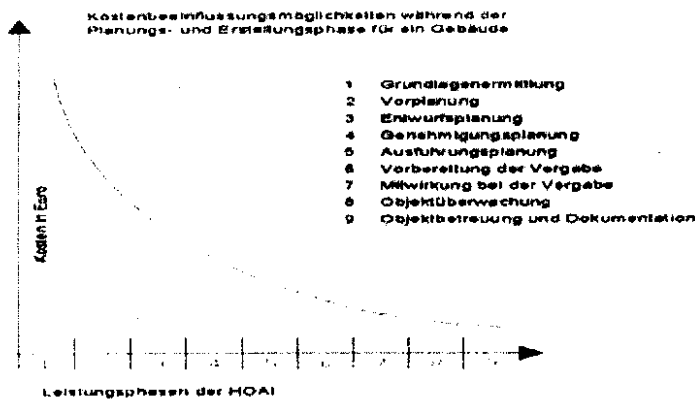 Kostenbeeinflussungsmöglichkeiten während der
Planungs- und Erstellungsphase für ein Gebäude
1 Grundlagenermittlung
2 Vorplanung
3 Entwurfsplanung
4 Genehmigungsplanung
5 Ausführungsplanung
6 Vorbereitung der Vergabe
7 Mitwirkung bei der Vergabe
8 Objektüberwachung
9 Objektbetreuung und Dokumentation
Kosten in Euro
Leistungsphasen der HOAI